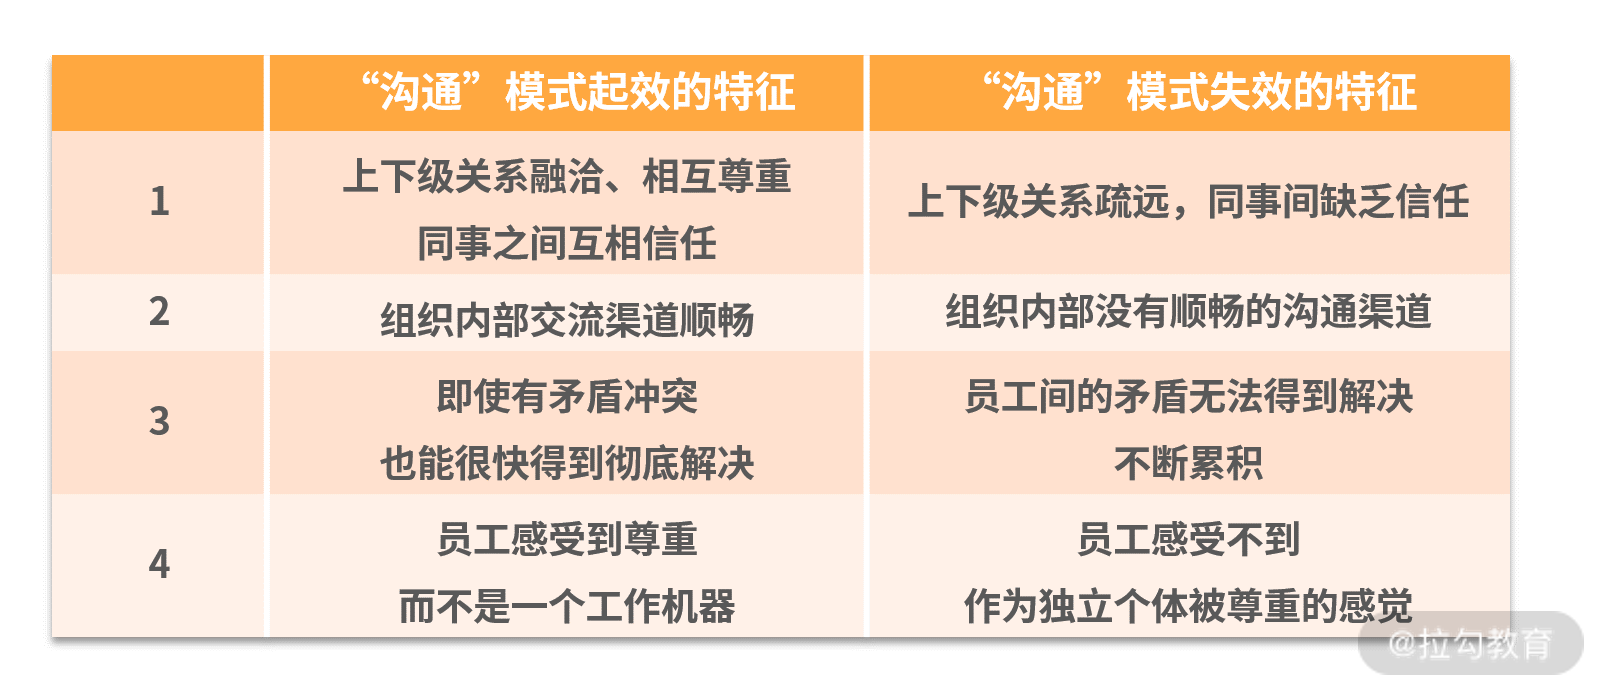 “沟通”模式起效的特征
“沟通”模式失效的特征
1
上下级关系融洽、相互尊重
同事之间互相信任
上下级关系疏远，同事间缺乏信任
2
组织内部交流渠道顺畅
组织内部没有顺畅的沟通渠道
3
即使有矛盾冲突
也能很快得到彻底解决
员工间的矛盾无法得到解决
不断累积
4
员工感受到尊重
而不是一个工作机器
员工感受不到
作为独立个体被尊重的感觉
@拉勾教育